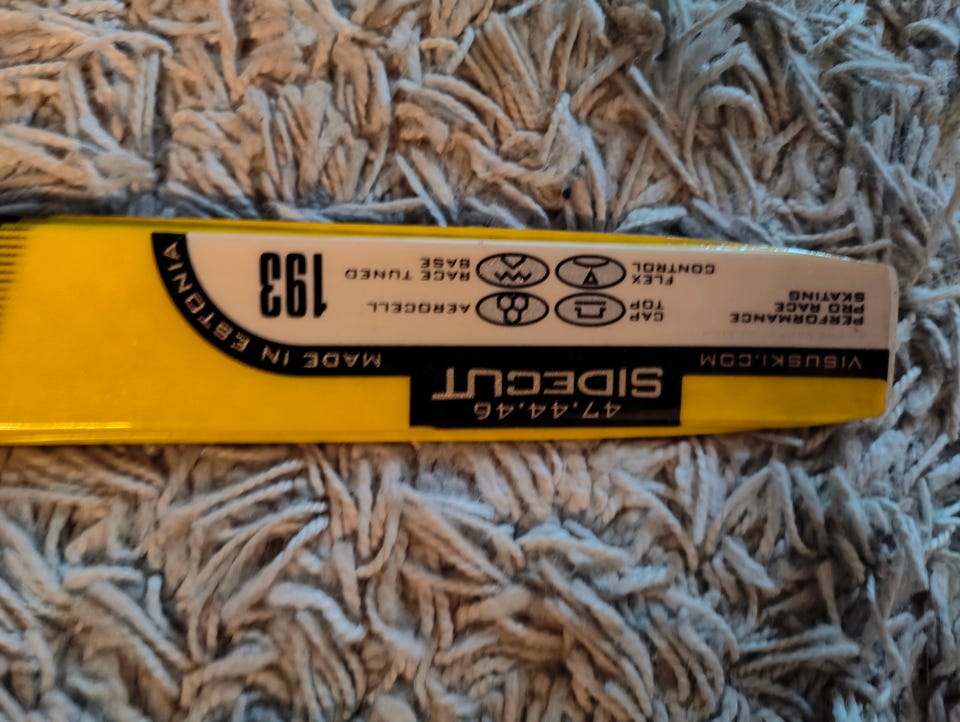 47.44.46
SIDECUT
VISUSKI.COM
MADE IN ESTONIA
PERFORMANCE
PRO RACE
SKATING
CAP
TOP
AEROCELL
FLEX
CONTROL
RACE TUNED
BASE
193